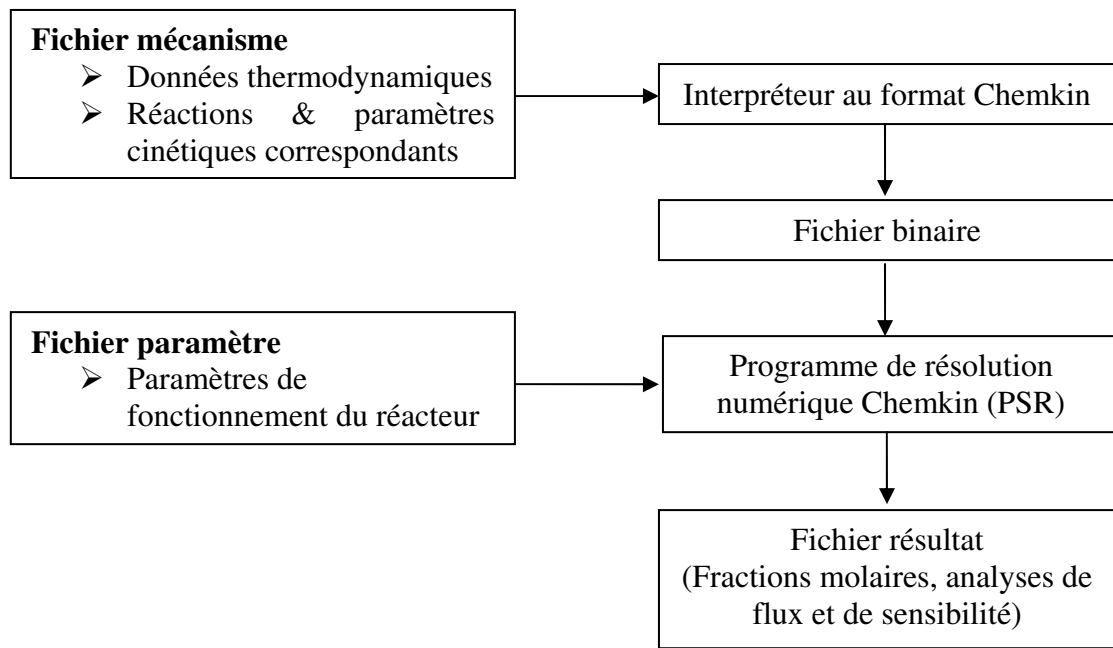 Fichier mécanisme
➢ Données thermodynamiques
➢ Réactions & paramètres
cinétiques correspondants
Interpréteur au format Chemkin
Fichier binaire
Fichier paramètre
➢ Paramètres de
fonctionnement du réacteur
Programme de résolution
numérique Chemkin (PSR)
Fichier résultat
(Fractions molaires, analyses de
flux et de sensibilité)